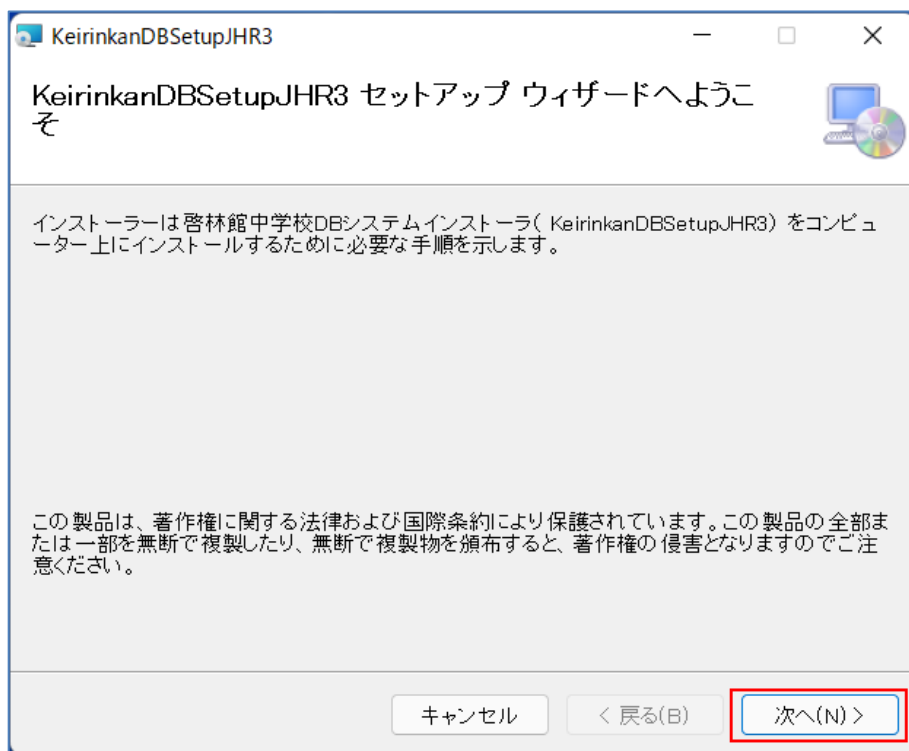 KeirinkanDBSetupJHR3
KeirinkanDBSetupJHR3 セットアップ ウィザードへようこ
そ
インストーラーは啓林館中学校DBシステムインストーラ( KeirinkanDBSetupJHR3) をコンピュ
ーター上にインストールするために必要な手順を示します。
この製品は、著作権に関する法律および国際条約により保護されています。この製品の全部ま
たは一部を無断で複製したり、無断で複製物を頒布すると、著作権の侵害となりますのでご注
意ください。
キャンセル
< 戻る(B)
次へ(N) >